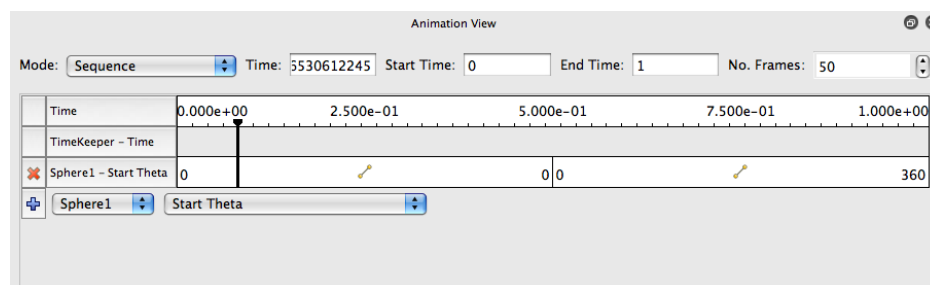 Animation View
Mode: Sequence Time: 5530612245 Start Time: 0 End Time: 1 No. Frames: 50
Time 0.000e+00 2.500e-01 5.000e-01 7.500e-01 1.000e+00
TimeKeeper - Time
Sphere1 - Start Theta 0 0 0 360
Sphere1 Start Theta